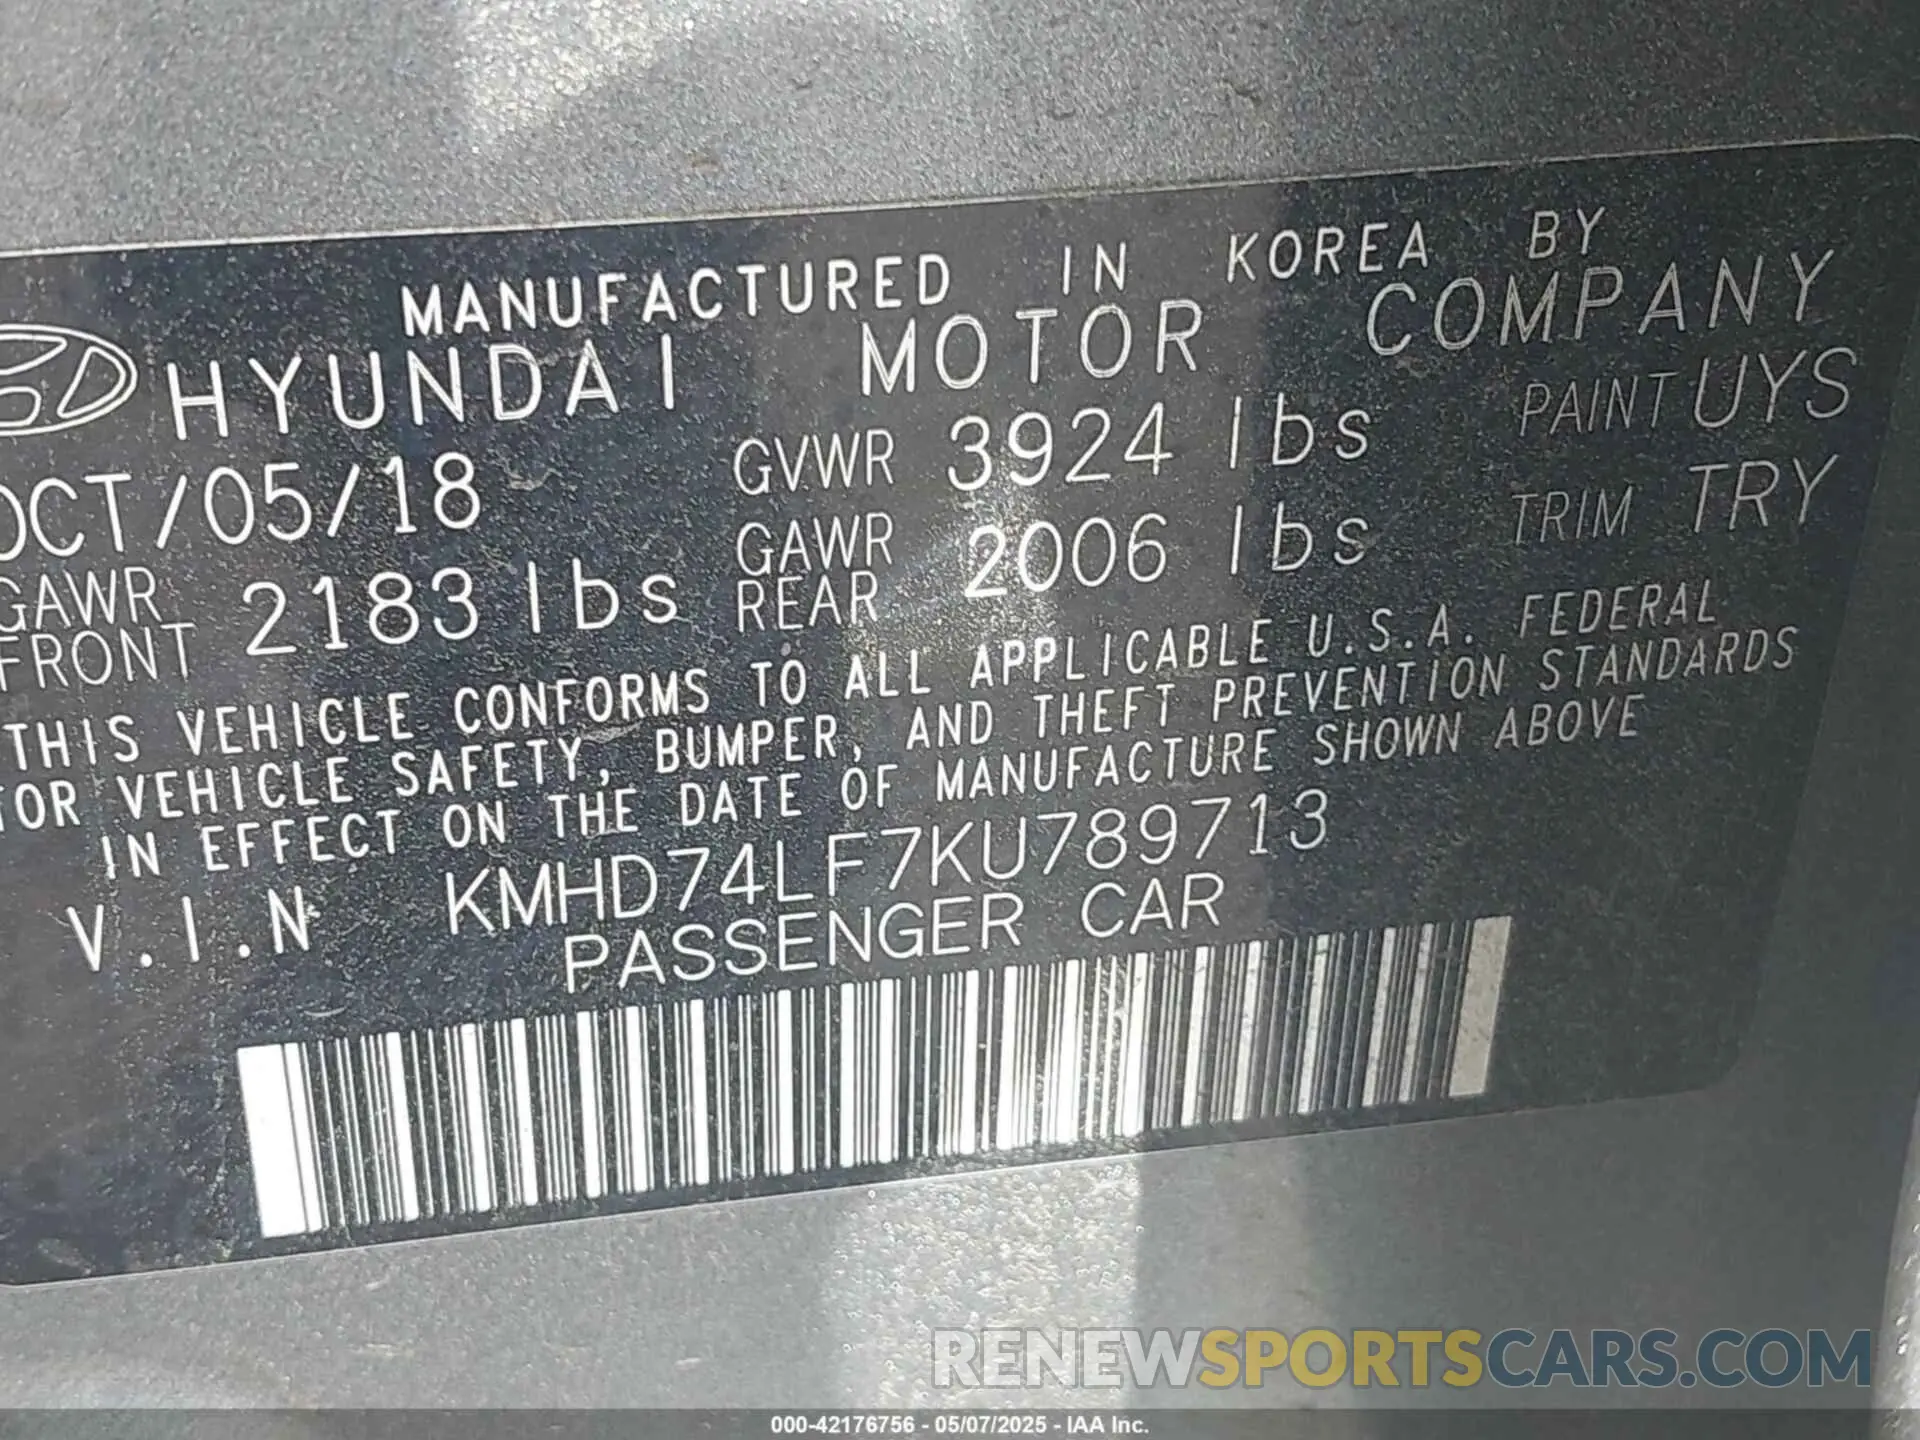 MANUFACTURED IN KOREA BY
HYUNDAI MOTOR COMPANY
OCT/05/18 GVWR 3924 lbs PAINT UYS
GAWR FRONT 2183 lbs GAWR REAR 2006 lbs TRIM TRY
THIS VEHICLE CONFORMS TO ALL APPLICABLE U.S.A. FEDERAL
FOR VEHICLE SAFETY, BUMPER, AND THEFT PREVENTION STANDARDS
IN EFFECT ON THE DATE OF MANUFACTURE SHOWN ABOVE
V.I.N KMHD74LF7KU789713
PASSENGER CAR
RENEWSPORTSCARS.COM
000-42176756 - 05/07/2025 - IAA Inc.